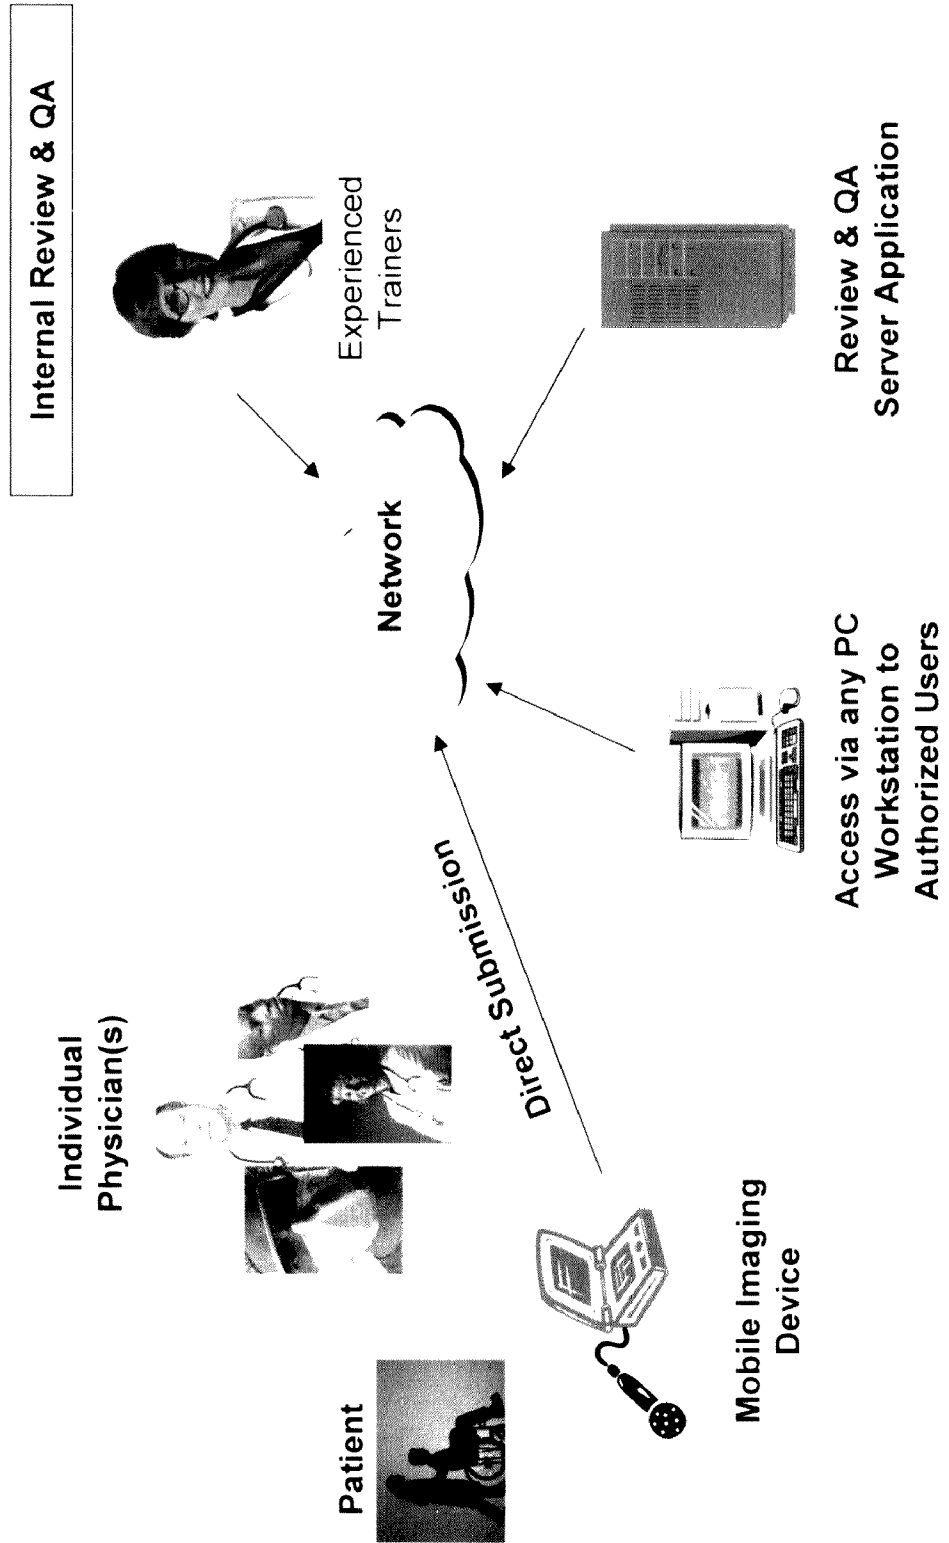 Internal Review & QA
Individual
Physician(s)
Patient
Experienced
Trainers
Network
Direct Submission
Mobile Imaging
Device
Access via any PC
Workstation to
Authorized Users
Review & QA
Server Application